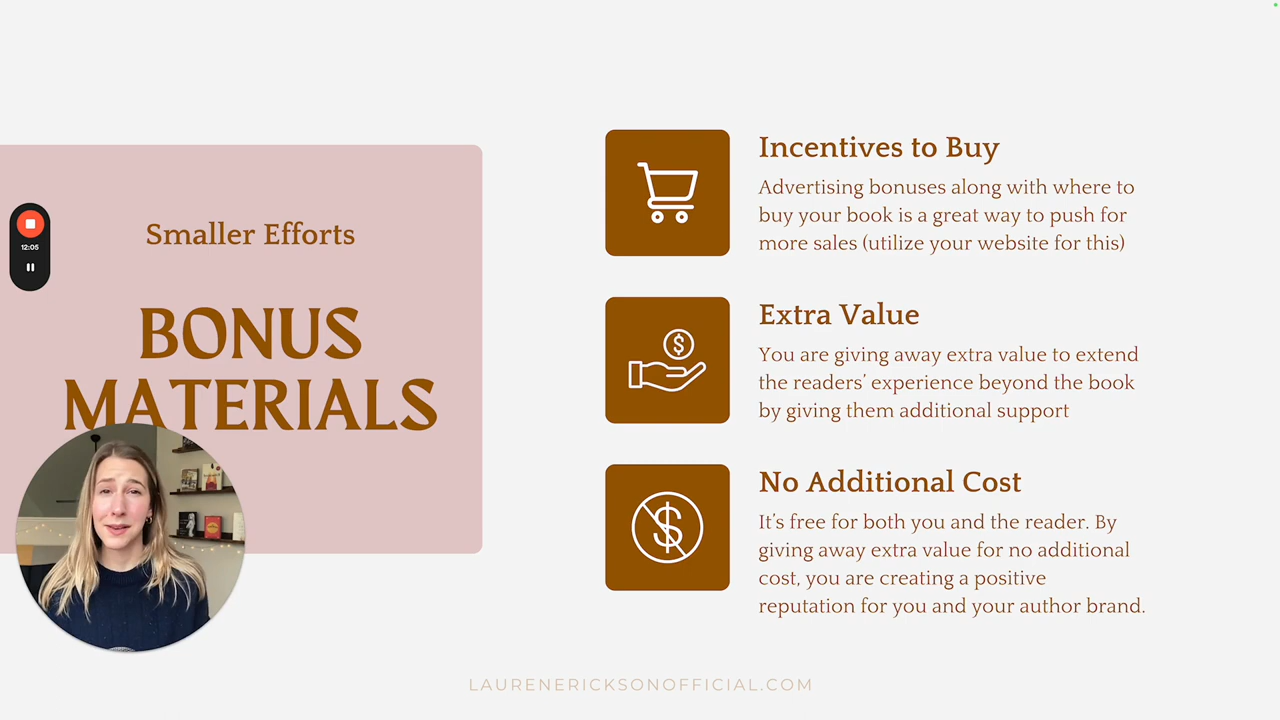 Smaller Efforts
BONUS
MATERIALS
12:05
Incentives to Buy
Advertising bonuses along with where to
buy your book is a great way to push for
more sales (utilize your website for this)
Extra Value
You are giving away extra value to extend
the readers’ experience beyond the book
by giving them additional support
No Additional Cost
It’s free for both you and the reader. By
giving away extra value for no additional
cost, you are creating a positive
reputation for you and your author brand.
LAURENERICKSONOFFICIAL.COM